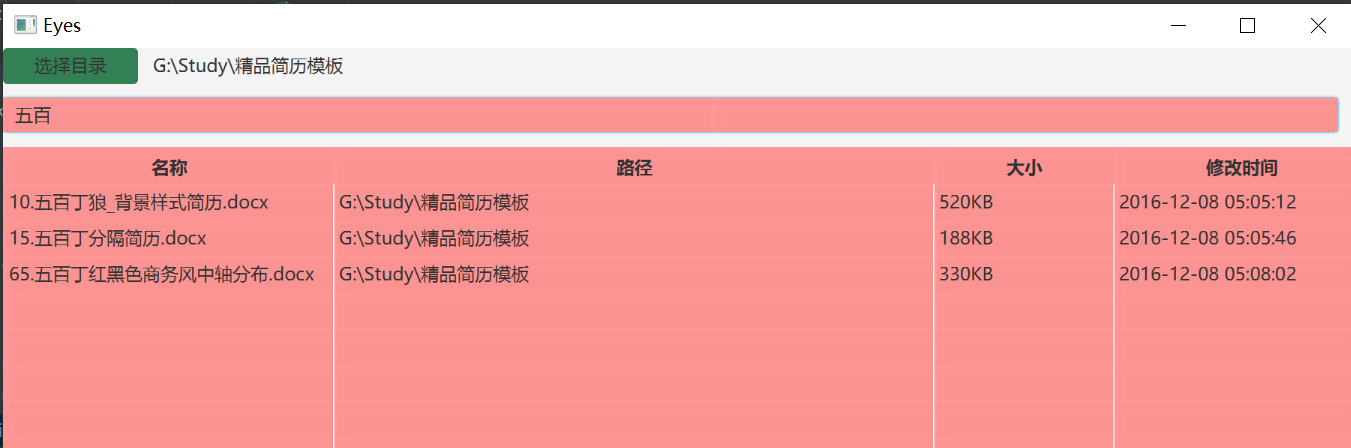 Eyes
选择目录 G:\Study\精品简历模板
五百
名称 路径 大小 修改时间
10.五百丁狼_背景样式简历.docx G:\Study\精品简历模板 520KB 2016-12-08 05:05:12
15.五百丁分隔简历.docx G:\Study\精品简历模板 188KB 2016-12-08 05:05:46
65.五百丁红黑色商务风中轴分布.docx G:\Study\精品简历模板 330KB 2016-12-08 05:08:02